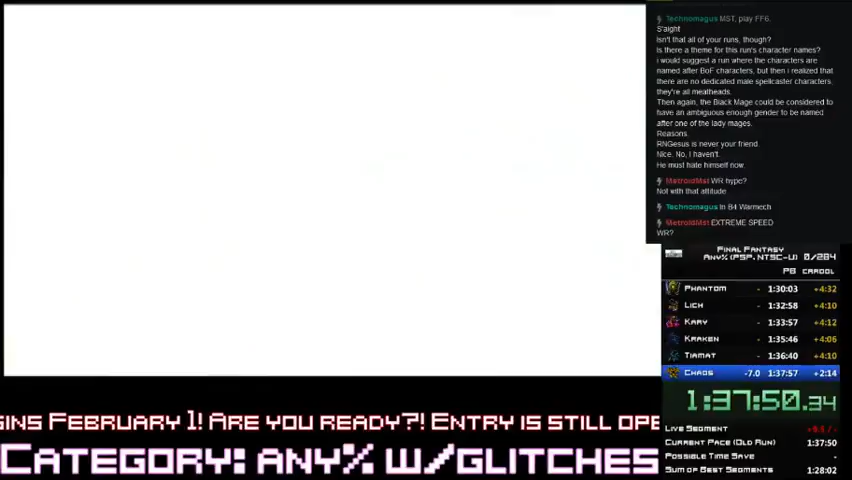 Technomagus MST, play FF6.
S'aight
Isn't that all of your runs, though?
Is there a theme for this run's character names?
i would suggest a run where the characters are
named after BoF characters, but then i realized that
there are no dedicated male spellcaster characters,
they're all meatheads.
Then again, the Black Mage could be considered to
have an ambiguous enough gender to be named
after one of the lady mages.
Reasons.
RNGesus is never your friend.
Nice. No, I haven't.
He must hate himself now.
MetroidMst WR hype?
Not with that attitude
Technomagus In B4 Warmech
MetroidMst EXTREME SPEED
WR?
Final Fantasy
Any% (PSP, NTSC-U) 0/284
PB
Phantom - 1:30:03 +4:32
Lich - 1:32:58 +4:10
Kary - 1:33:57 +4:12
Kraken - 1:35:46 +4:06
Tiamat - 1:36:40 +4:10
Chaos -7.0 1:37:57 +2:14
1:37:50.34
Live Segment
Current Pace (Old Run) 1:37:50
Possible Time Save -
Sum of Best Segments 1:28:02
gins February 1! Are you ready?! Entry is still ope
Category: any% w/glitches